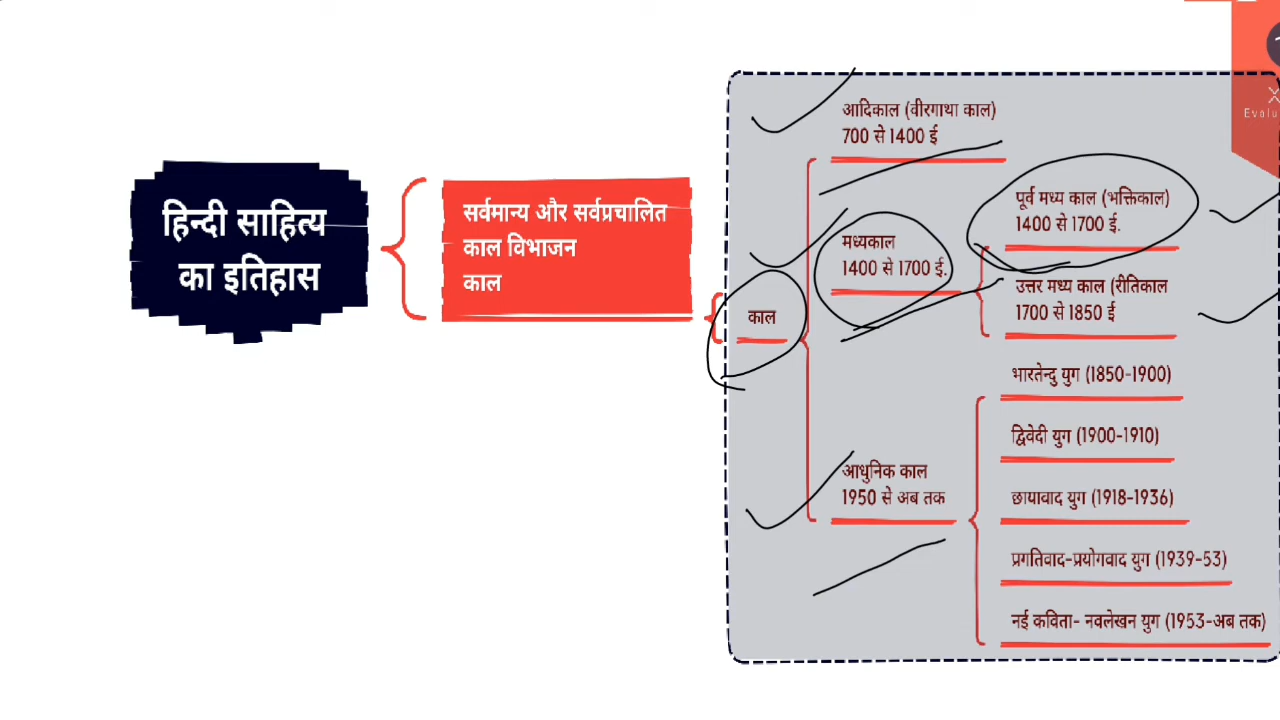 हिन्दी साहित्य
का इतिहास
सर्वमान्य और सर्वप्रचालित
काल विभाजन
काल
काल
आदिकाल (वीरगाथा काल)
700 से 1400 ई
मध्यकाल
1400 से 1700 ई.
पूर्व मध्य काल (भक्तिकाल)
1400 से 1700 ई.
उत्तर मध्य काल (रीतिकाल
1700 से 1850 ई
आधुनिक काल
1950 से अब तक
भारतेन्दु युग (1850-1900)
द्विवेदी युग (1900-1910)
छायावाद युग (1918-1936)
प्रगतिवाद-प्रयोगवाद युग (1939-53)
नई कविता- नवलेखन युग (1953-अब तक)